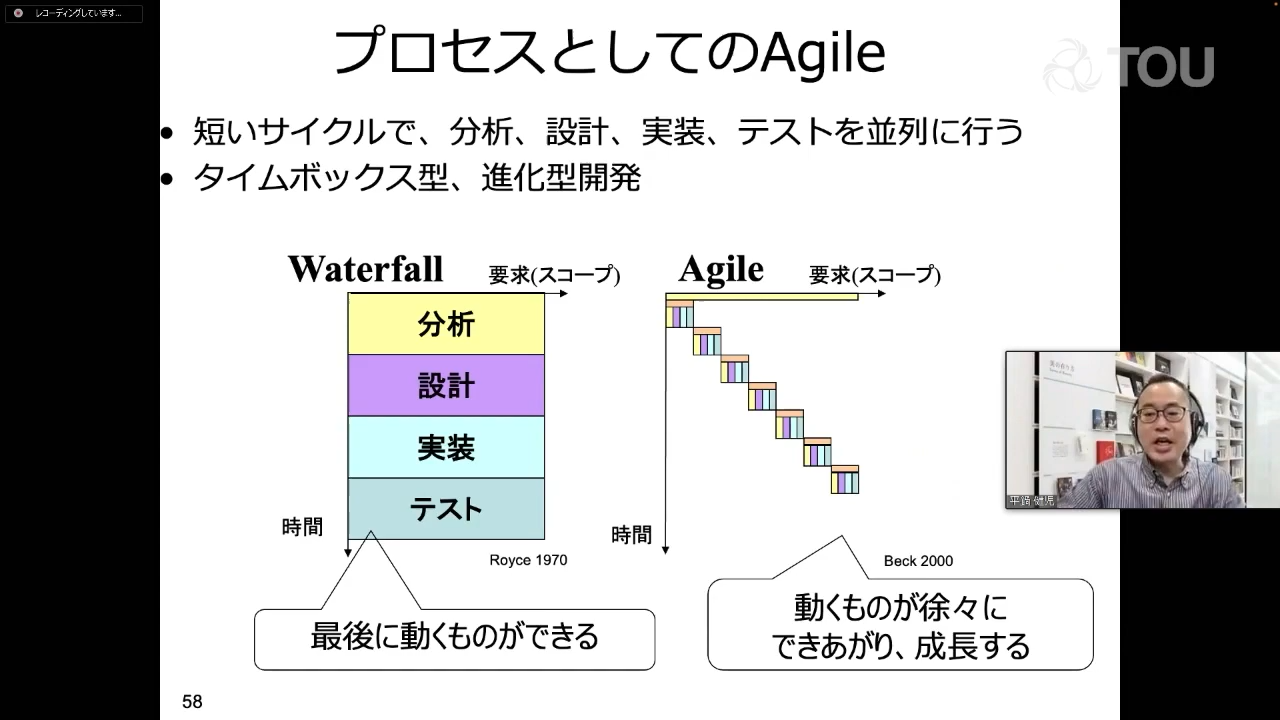 レコーディングしています...
プロセスとしてのAgile
TOU
• 短いサイクルで、分析、設計、実装、テストを並列に行う
• タイムボックス型、進化型開発
Waterfall
要求(スコープ)
分析
設計
実装
テスト
時間
Royce 1970
最後に動くものができる
Agile
要求(スコープ)
時間
Beck 2000
動くものが徐々に
できあがり、成長する
平鍋 健児
58